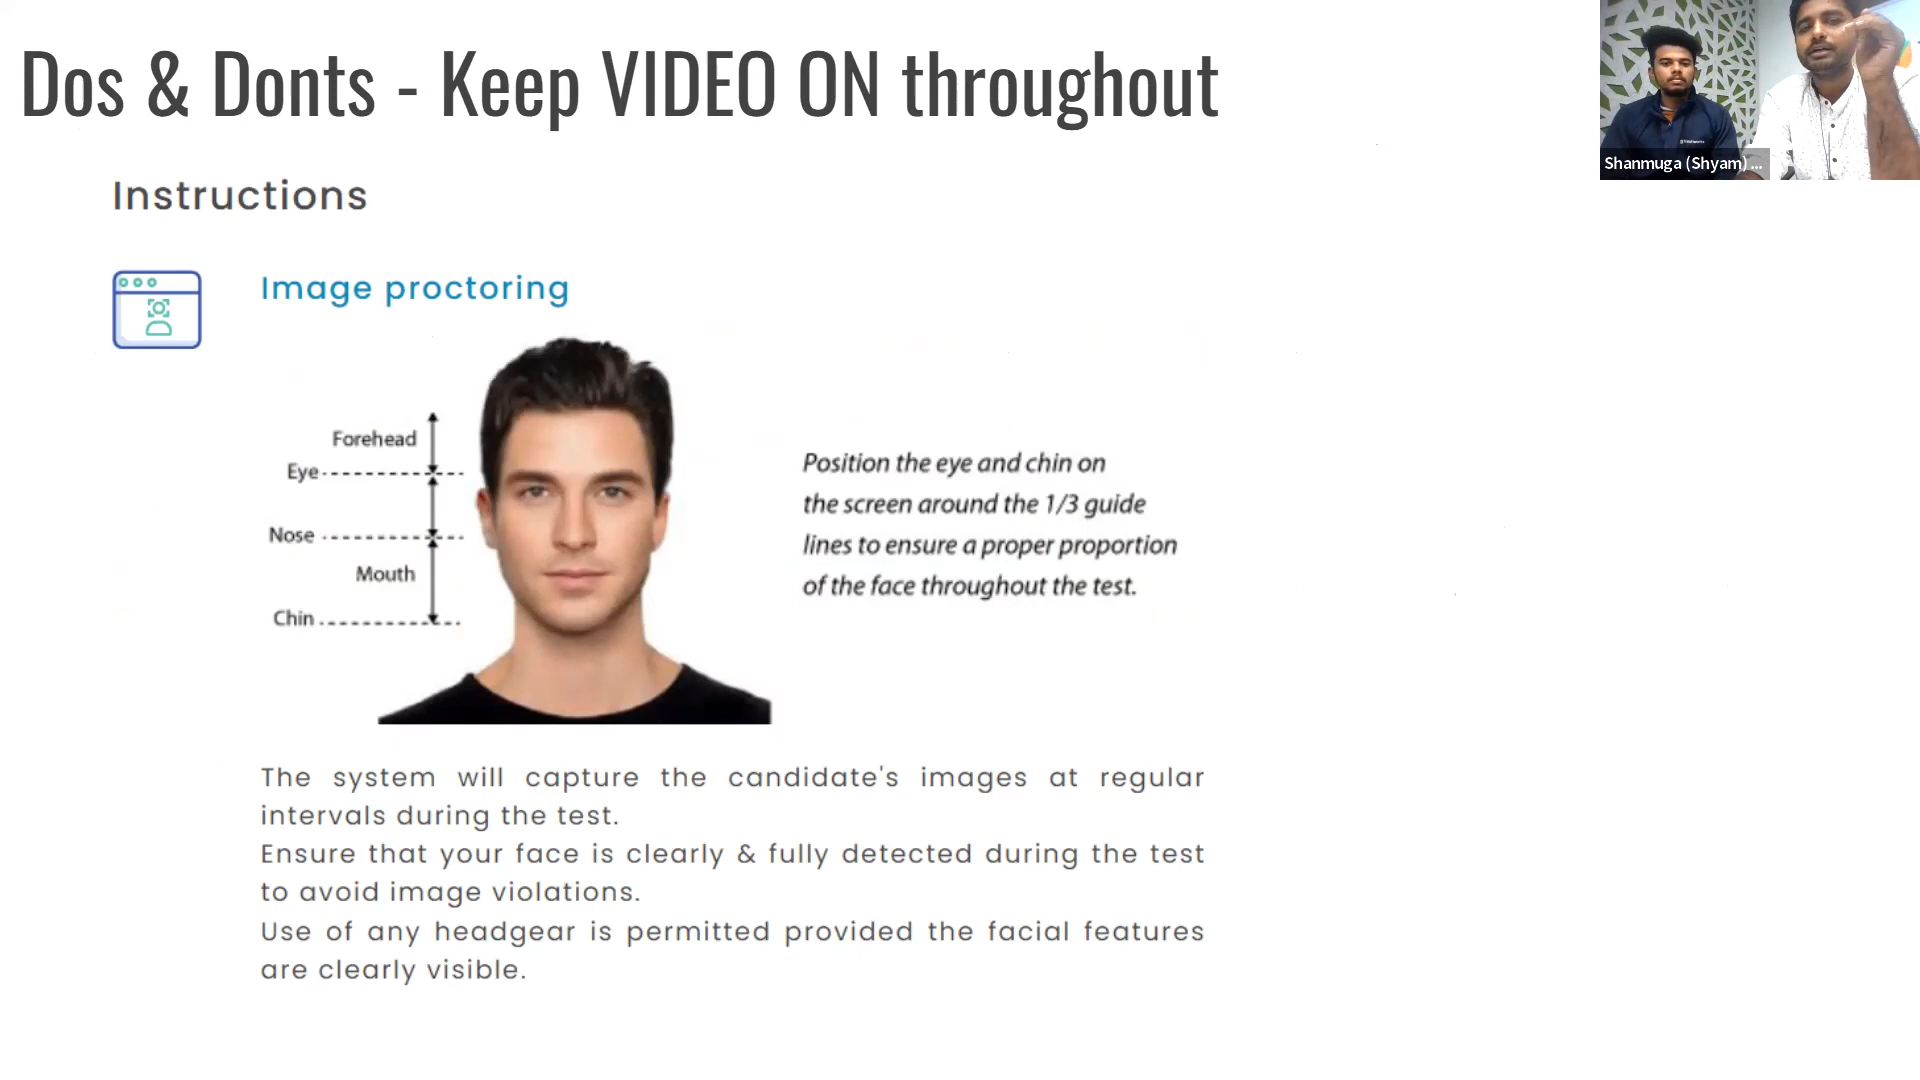 Dos & Donts - Keep VIDEO ON throughout
Shanmuga (Shyam) ...
Instructions
Image proctoring
Forehead
Eye
Nose
Mouth
Chin
Position the eye and chin on
the screen around the 1/3 guide
lines to ensure a proper proportion
of the face throughout the test.
The system will capture the candidate's images at regular
intervals during the test.
Ensure that your face is clearly & fully detected during the test
to avoid image violations.
Use of any headgear is permitted provided the facial features
are clearly visible.